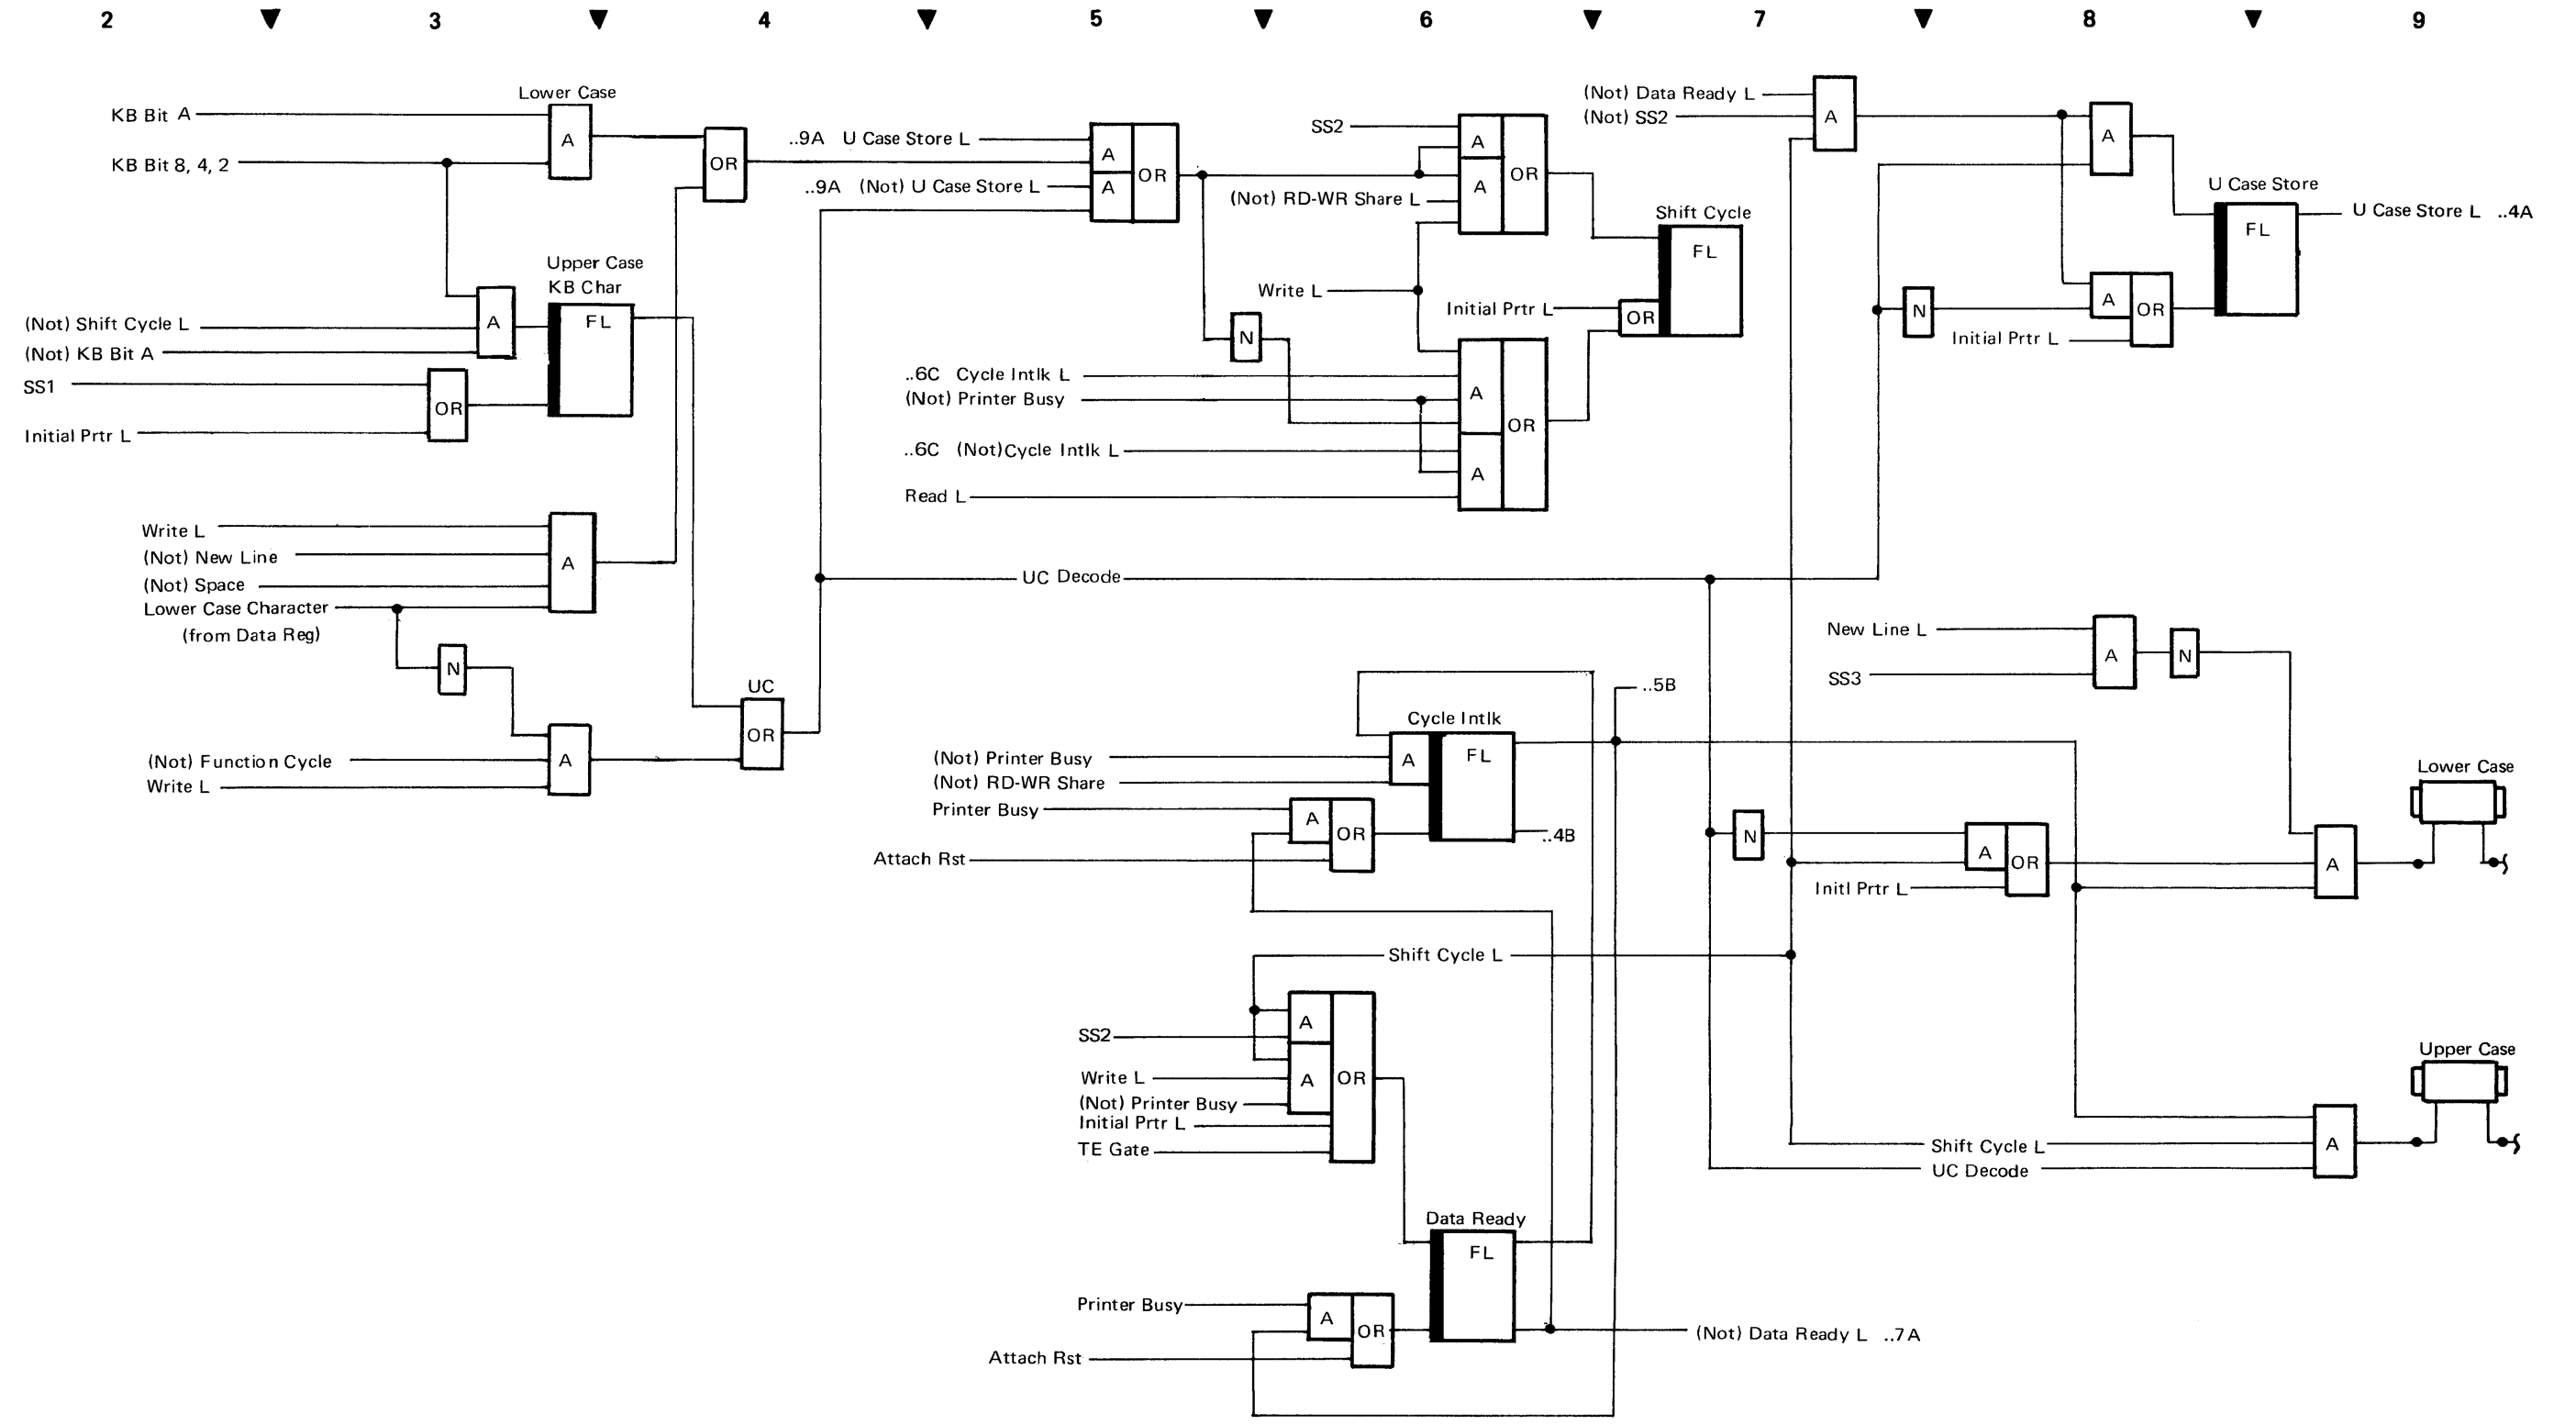 2 3 4 5 6 7 8 9
Lower Case
KB Bit A
A
KB Bit 8, 4, 2
OR
..9A U Case Store L
A
OR
..9A (Not) U Case Store L
A
SS2
A
OR
A
(Not) RD-WR Share L
(Not) Data Ready L
(Not) SS2
A
A
U Case Store
FL
U Case Store L ..4A
Shift Cycle
FL
Upper Case
KB Char
FL
(Not) Shift Cycle L
A
(Not) KB Bit A
SS1
OR
Initial Prtr L
Write L
Initial Prtr L
OR
N
N
A
OR
Initial Prtr L
..6C Cycle Intlk L
A
(Not) Printer Busy
OR
..6C (Not)Cycle Intlk L
A
Read L
Write L
(Not) New Line
A
(Not) Space
Lower Case Character
(from Data Reg)
N
UC Decode
UC
OR
(Not) Function Cycle
A
Write L
New Line L
A
N
SS3
..5B
Cycle Intlk
(Not) Printer Busy
A
FL
(Not) RD-WR Share
Printer Busy
A
OR
..4B
Attach Rst
N
A
OR
Initl Prtr L
A
Lower Case
Shift Cycle L
A
SS2
Write L
A
OR
(Not) Printer Busy
Initial Prtr L
TE Gate
Upper Case
Shift Cycle L
A
UC Decode
Data Ready
FL
Printer Busy
A
OR
(Not) Data Ready L ..7A
Attach Rst